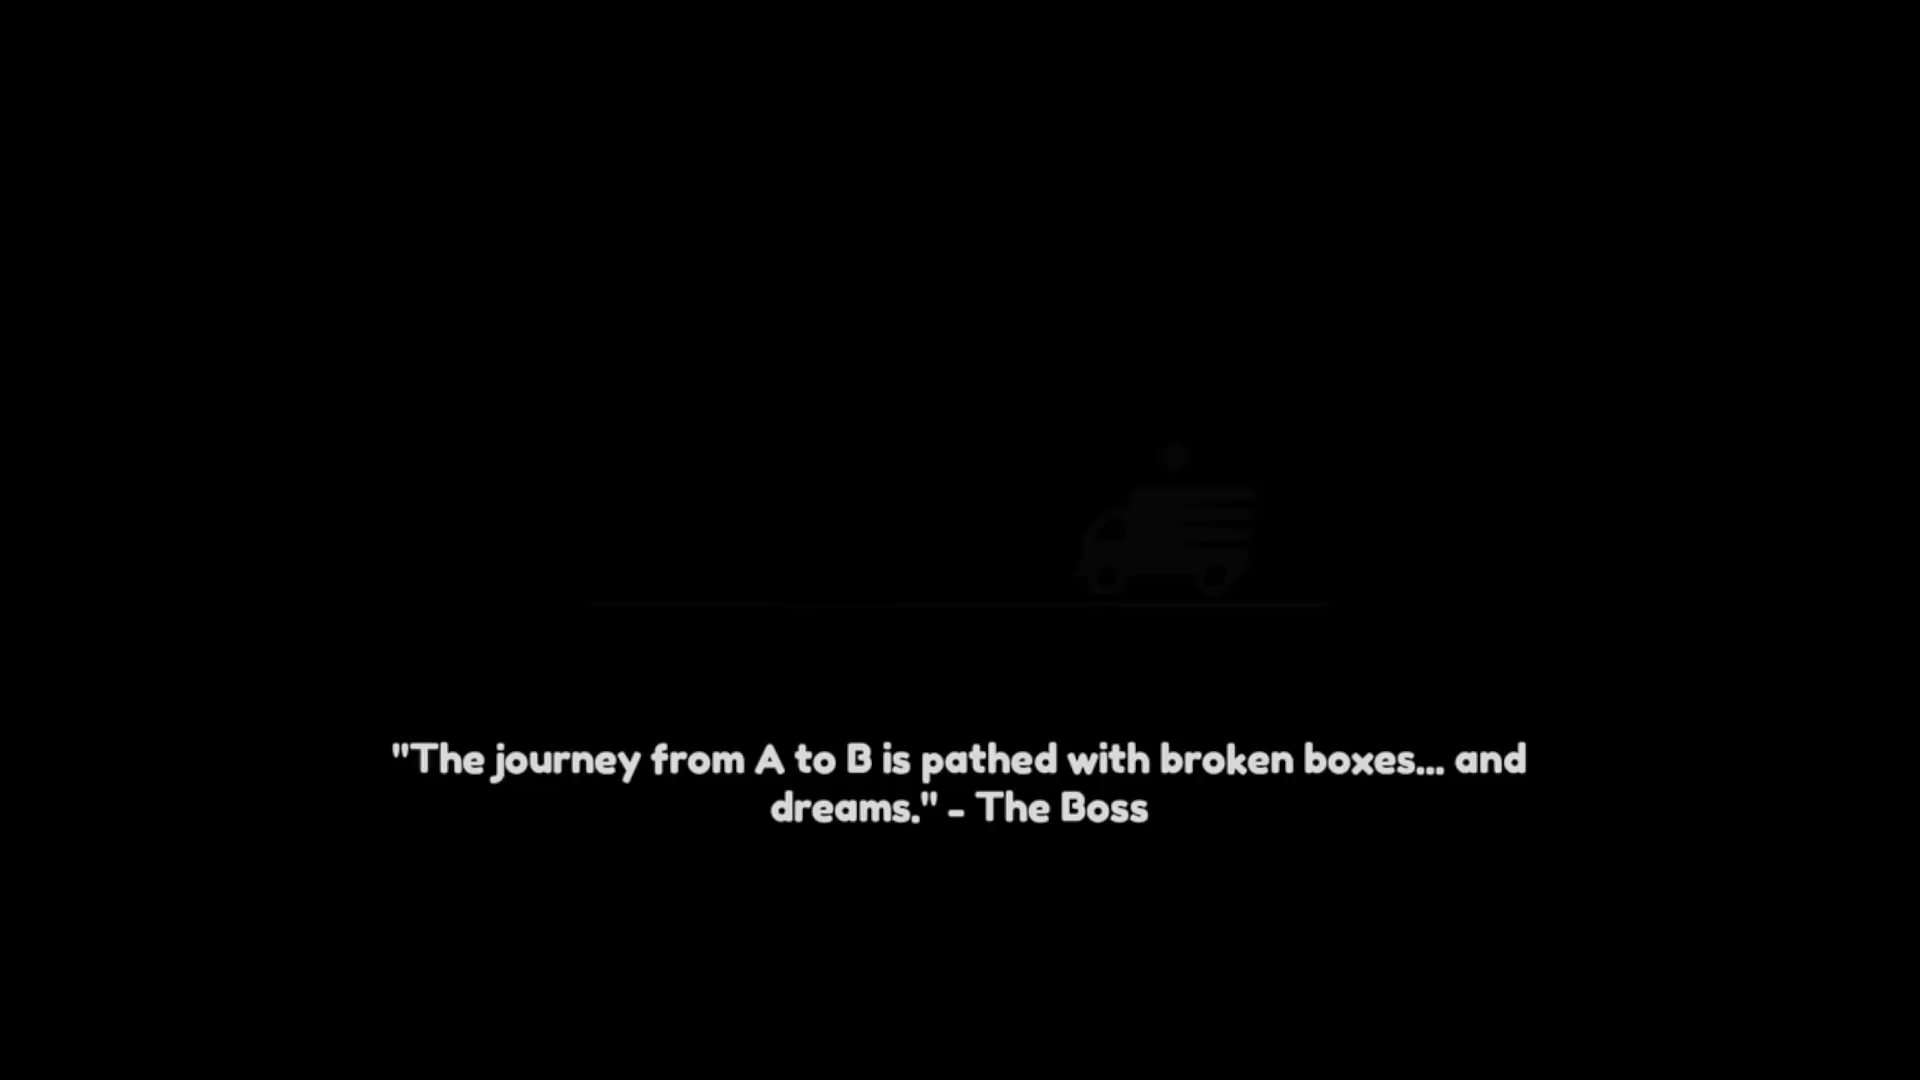 "The journey from A to B is pathed with broken boxes... and
dreams." - The Boss